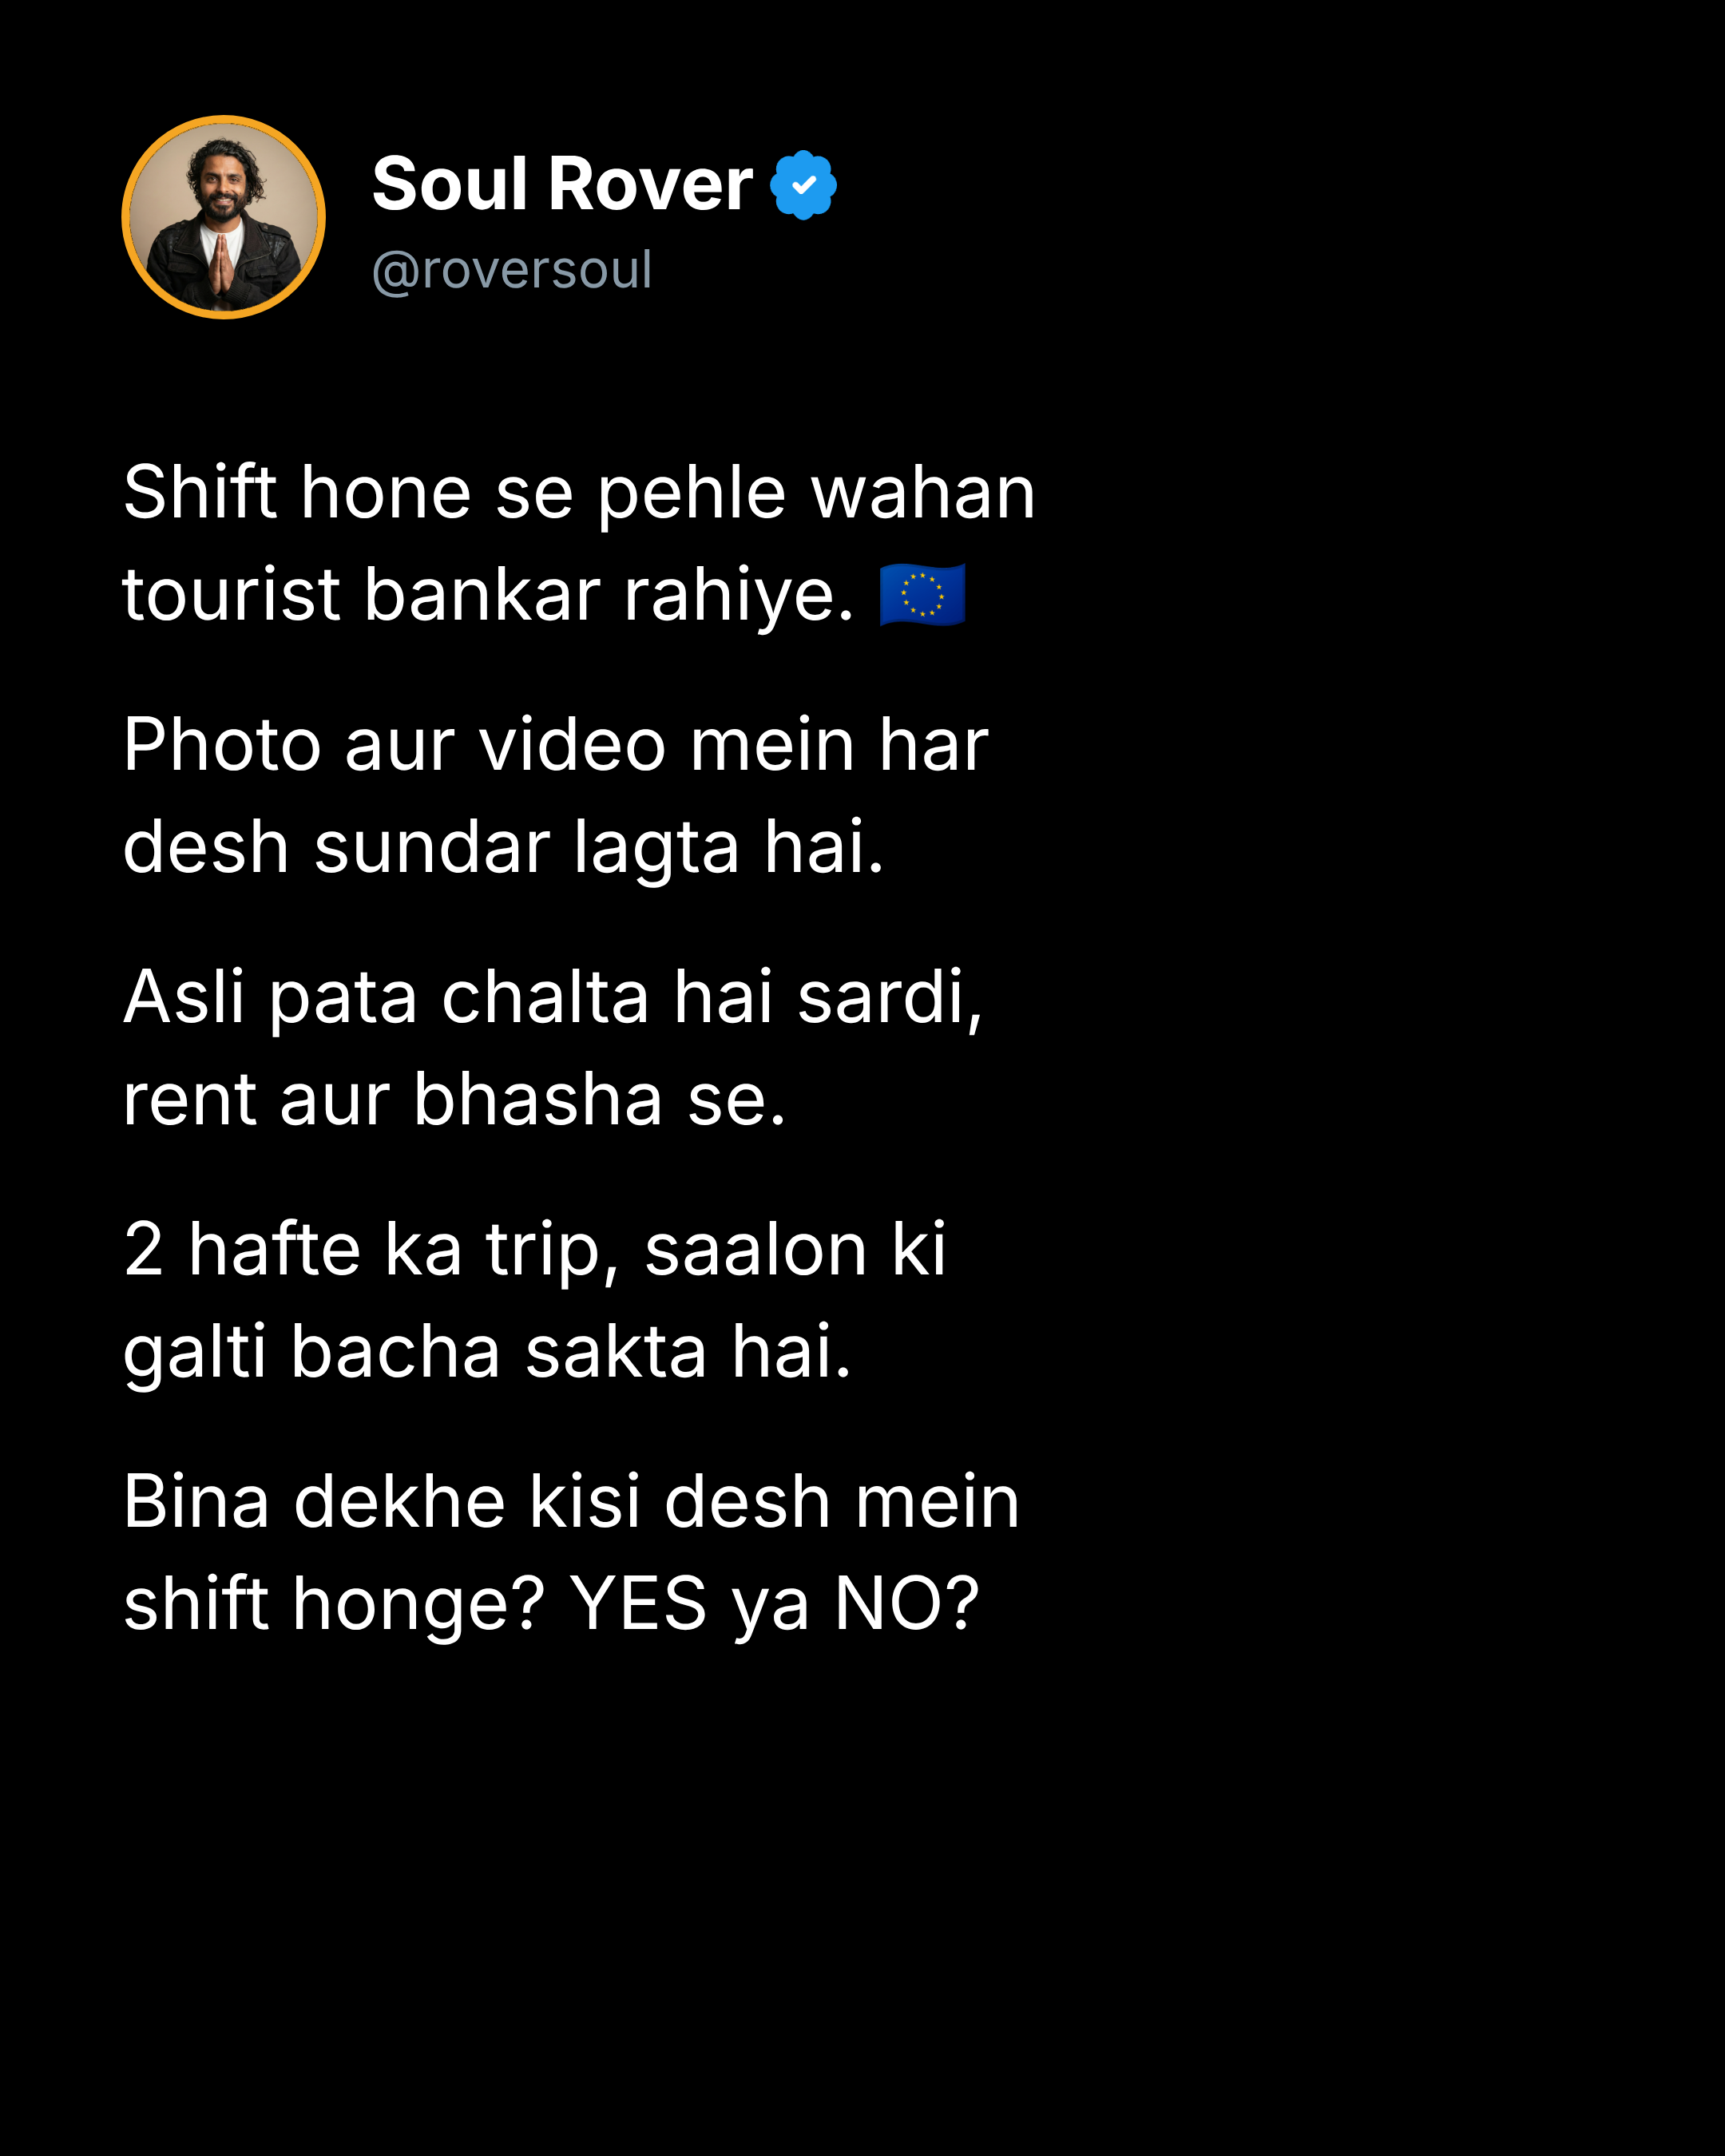 Soul Rover
@roversoul
Shift hone se pehle wahan
tourist bankar rahiye. 🇪🇺
Photo aur video mein har
desh sundar lagta hai.
Asli pata chalta hai sardi,
rent aur bhasha se.
2 hafte ka trip, saalon ki
galti bacha sakta hai.
Bina dekhe kisi desh mein
shift honge? YES ya NO?